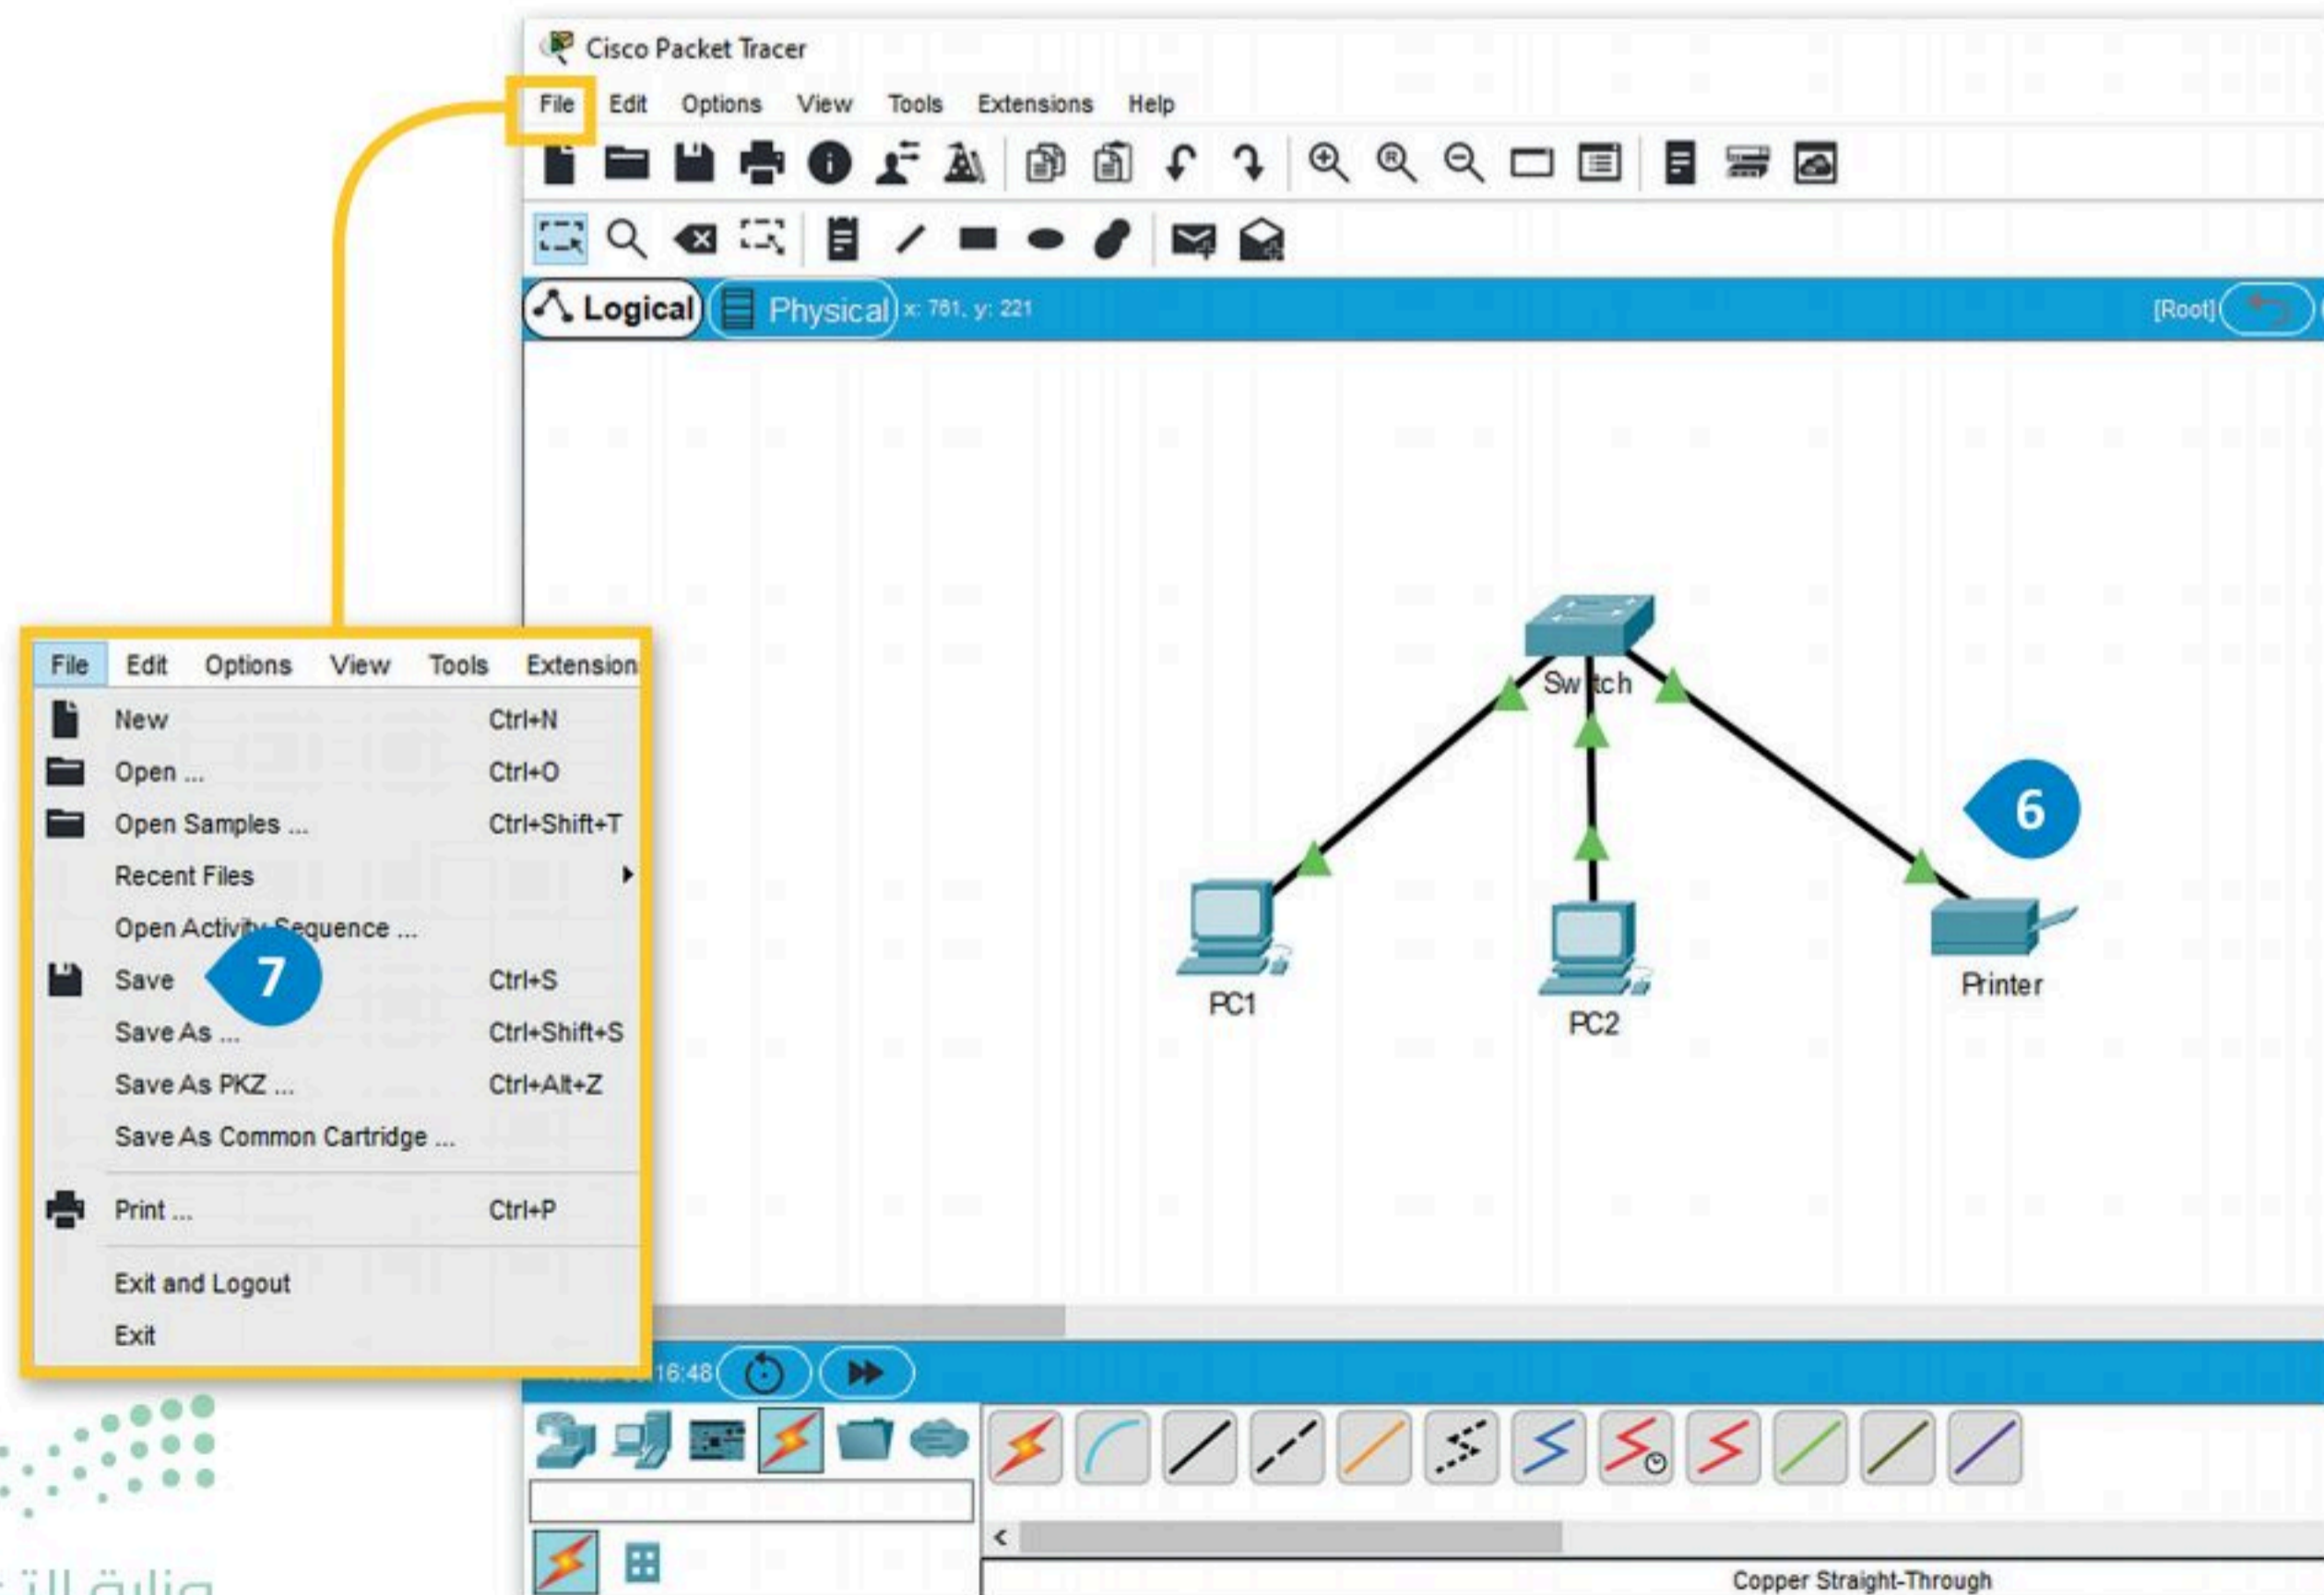 Cisco Packet Tracer
File Edit Options View Tools Extensions Help
Logical Physical x: 761, y: 221 [Root]
File Edit Options View Tools Extension
New Ctrl+N
Open ... Ctrl+O
Open Samples ... Ctrl+Shift+T
Recent Files
Open Activity Sequence ...
Save 7 Ctrl+S
Save As ... Ctrl+Shift+S
Save As PKZ ... Ctrl+Alt+Z
Save As Common Cartridge ...
Print ... Ctrl+P
Exit and Logout
Exit
Switch
6
PC1
PC2
Printer
16:48
Copper Straight-Through
وزارة التع